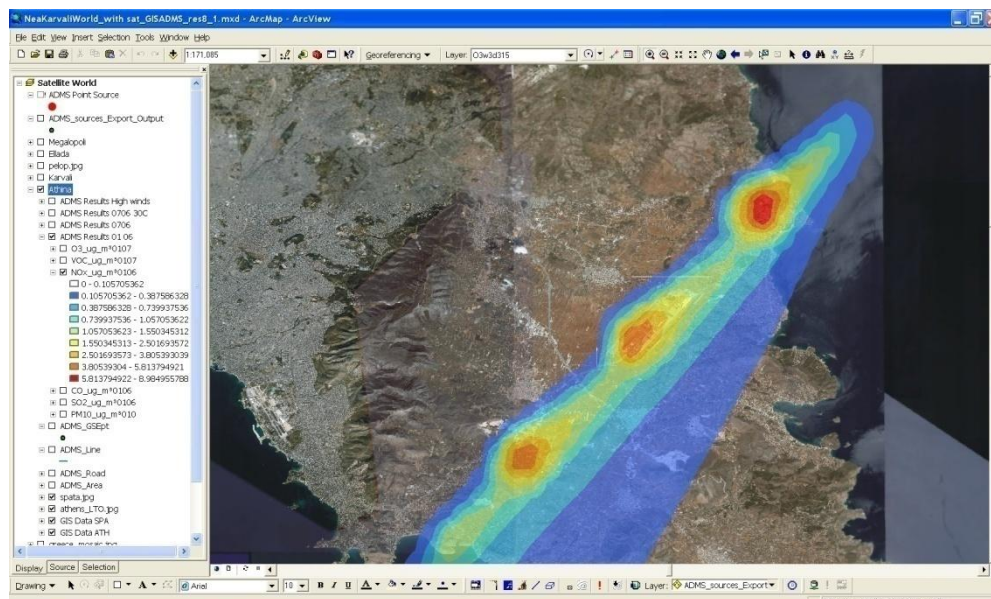 NeaKarvaliWorld_with sat_GISADMS_res8_1.mxd - ArcMap - ArcView
File Edit View Insert Selection Tools Window Help
1:171,085 Georeferencing Layer: O3w3d315
Satellite World
ADMS Point Source
ADMS_sources_Export_Output
Megalopoli
Ellada
pelop.jpg
Karvali
Athina
ADMS Results High winds
ADMS Results 0706 30C
ADMS Results 0706
ADMS Results 01 06
O3_ug_m³0107
VOC_ug_m³0107
NOx_ug_m³0106
0 - 0.105705362
0.105705362 - 0.387586328
0.387586328 - 0.739937536
0.739937536 - 1.057053622
1.057053623 - 1.550345312
1.550345313 - 2.501693572
2.501693573 - 3.805393039
3.80539304 - 5.813794921
5.813794922 - 8.984955788
CO_ug_m³0106
SO2_ug_m³0106
PM10_ug_m³010
ADMS_GSEpt
ADMS_Line
ADMS_Road
ADMS_Area
spata.jpg
athens_LTO.jpg
GIS Data SPA
GIS Data ATH
Display Source Selection
Drawing A Arial 10 B I U A Layer: ADMS_sources_Export